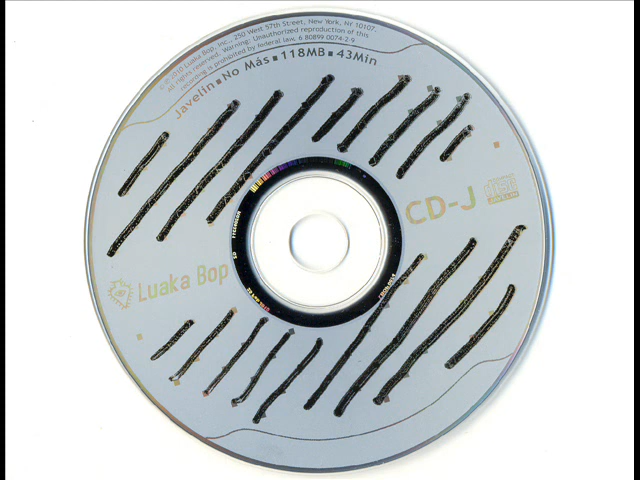 © ℗ 2010 Luaka Bop, Inc., 250 West 57th Street, New York, NY 10107.
All rights reserved. Warning: Unauthorized reproduction of this
recording is prohibited by federal law. 6 80899 0074-2-9
Javelin ▪ No Más ▪ 118MB ▪ 43Min
CD-J
Luaka Bop